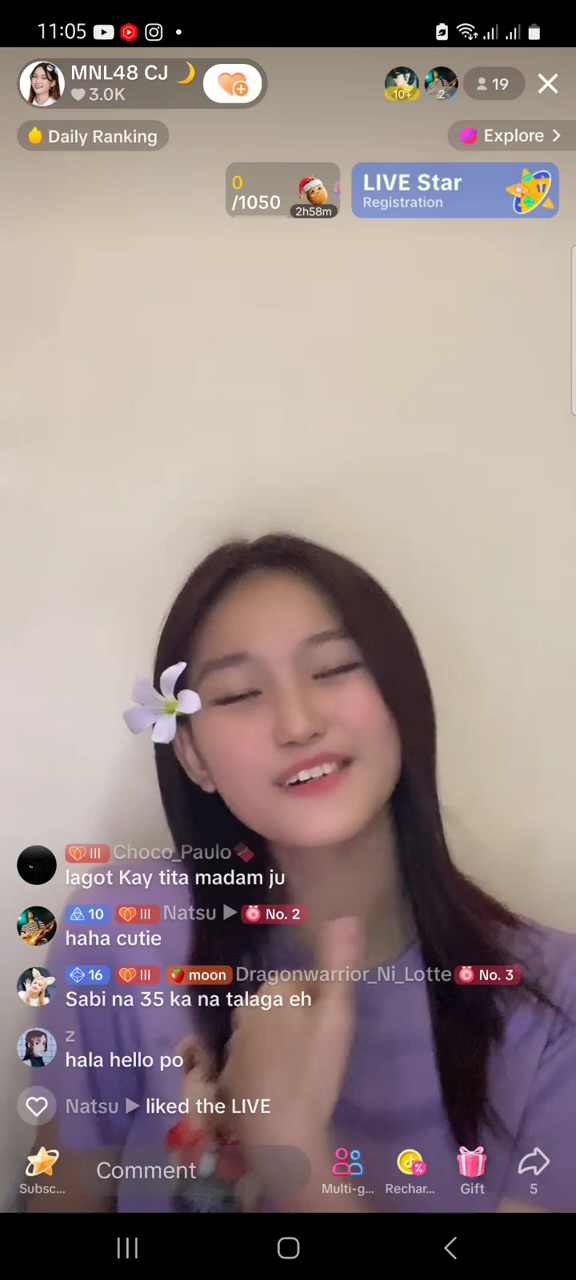 11:05
MNL48 CJ 🌙
3.0K
10+
2
19
Daily Ranking
Explore >
0
/1050
2h58m
LIVE Star
Registration
III Choco_Paulo🍫
lagot Kay tita madam ju
10 III Natsu ▶ No. 2
haha cutie
16 III moon Dragonwarrior_Ni_Lotte No. 3
Sabi na 35 ka na talaga eh
z
hala hello po
Natsu ▶ liked the LIVE
Comment
Subsc...
Multi-g...
Rechar...
Gift
5